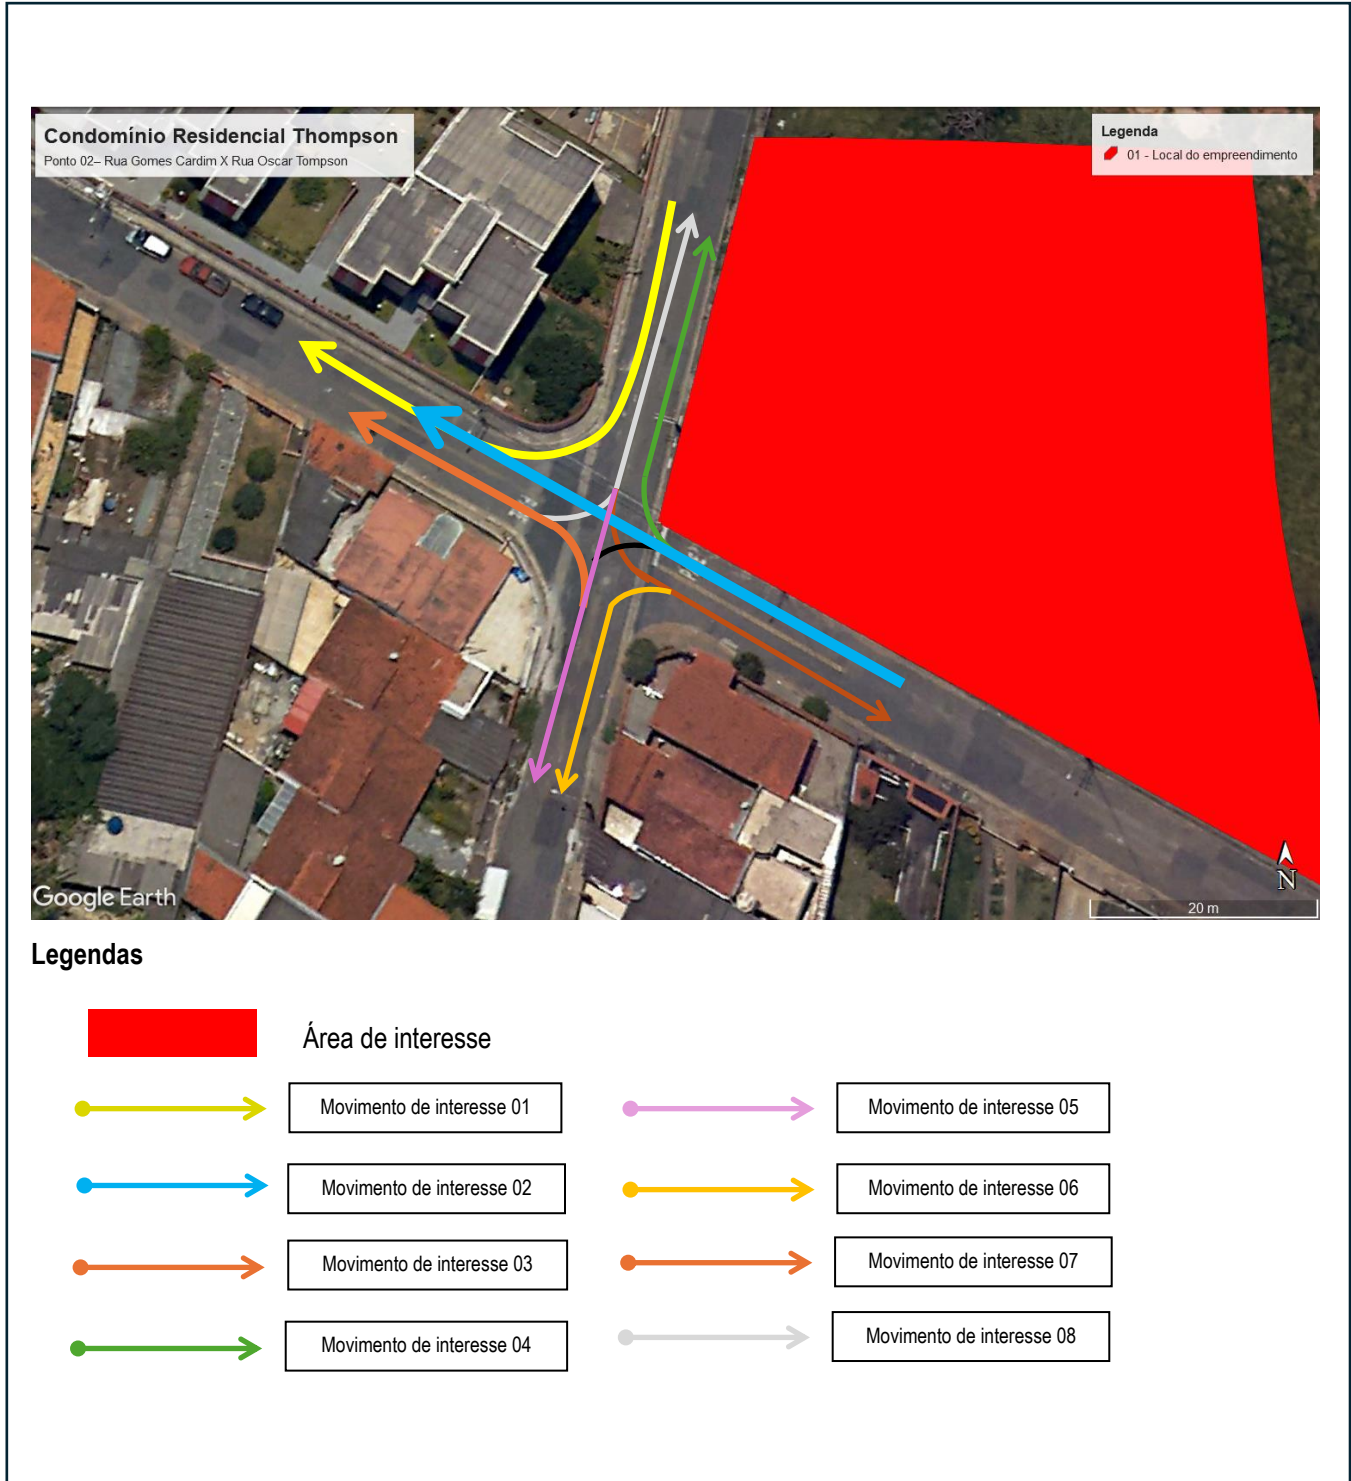 Condomínio Residencial Thompson
Ponto 02– Rua Gomes Cardim X Rua Oscar Tompson
Legenda
01 - Local do empreendimento
N
Google Earth
20 m
Legendas
Área de interesse
Movimento de interesse 01
Movimento de interesse 05
Movimento de interesse 02
Movimento de interesse 06
Movimento de interesse 03
Movimento de interesse 07
Movimento de interesse 04
Movimento de interesse 08